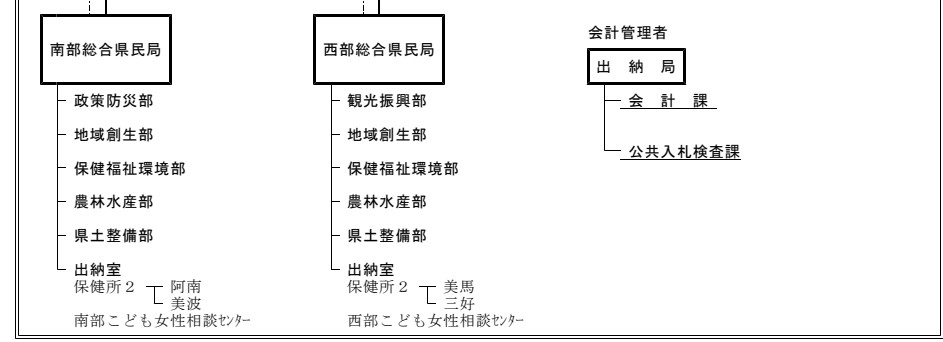 南部総合県民局
政策防災部
地域創生部
保健福祉環境部
農林水産部
県土整備部
出納室
保健所２ 阿南
美波
南部こども女性相談ｾﾝﾀｰ
西部総合県民局
観光振興部
地域創生部
保健福祉環境部
農林水産部
県土整備部
出納室
保健所２ 美馬
三好
西部こども女性相談ｾﾝﾀｰ
会計管理者
出　納　局
会　計　課
公共入札検査課